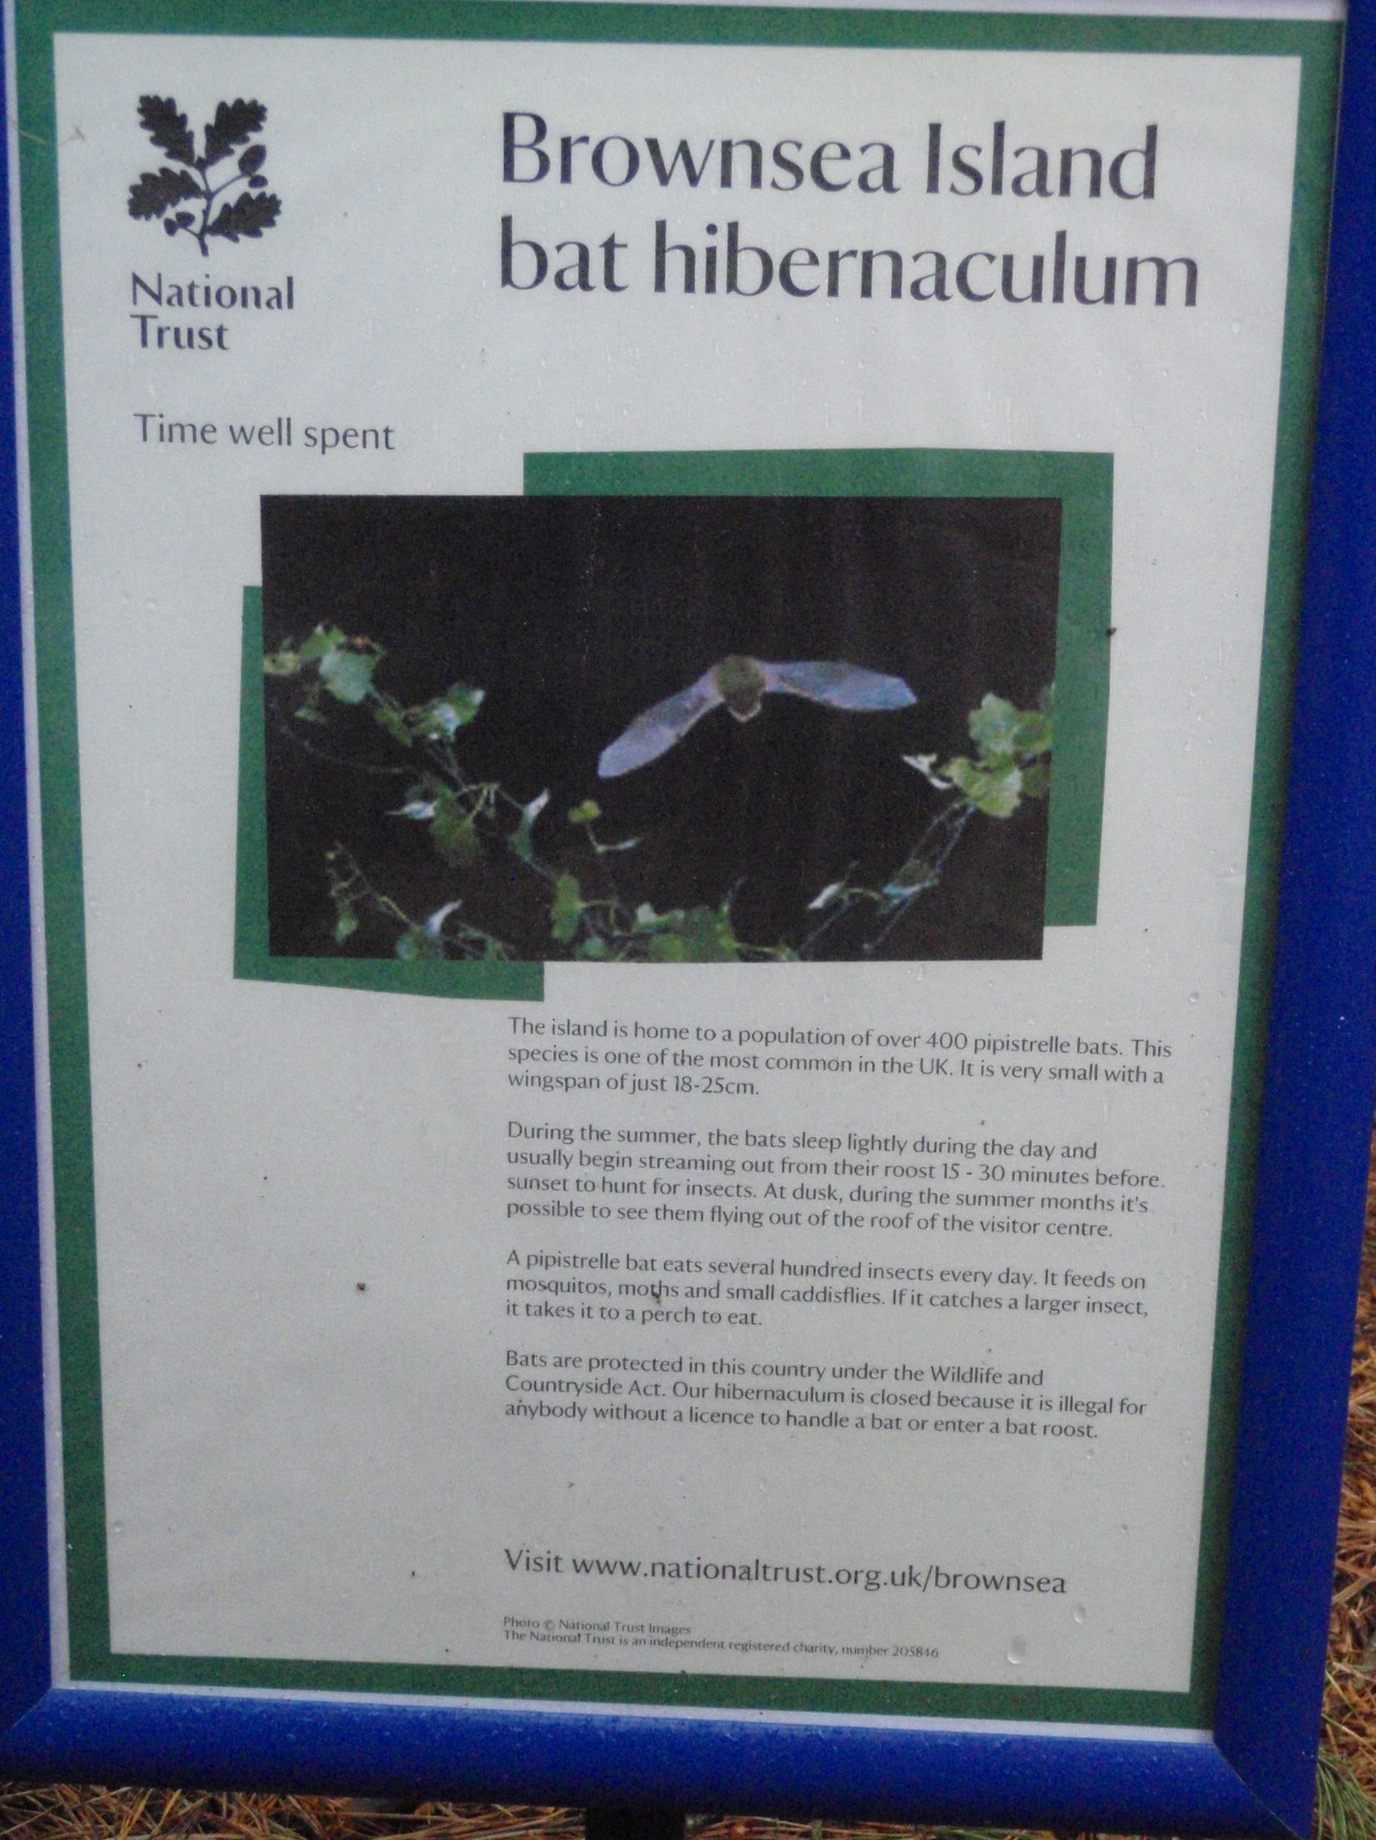 National
Trust
Time well spent
Brownsea Island
bat hibernaculum
The island is home to a population of over 400 pipistrelle bats. This
species is one of the most common in the UK. It is very small with a
wingspan of just 18-25cm.
During the summer, the bats sleep lightly during the day and
usually begin streaming out from their roost 15 - 30 minutes before
sunset to hunt for insects. At dusk, during the summer months it's
possible to see them flying out of the roof of the visitor centre.
A pipistrelle bat eats several hundred insects every day. It feeds on
mosquitos, moths and small caddisflies. If it catches a larger insect,
it takes it to a perch to eat.
Bats are protected in this country under the Wildlife and
Countryside Act. Our hibernaculum is closed because it is illegal for
anybody without a licence to handle a bat or enter a bat roost.
Visit www.nationaltrust.org.uk/brownsea
Photo © National Trust Images
The National Trust is an independent registered charity, number 205846